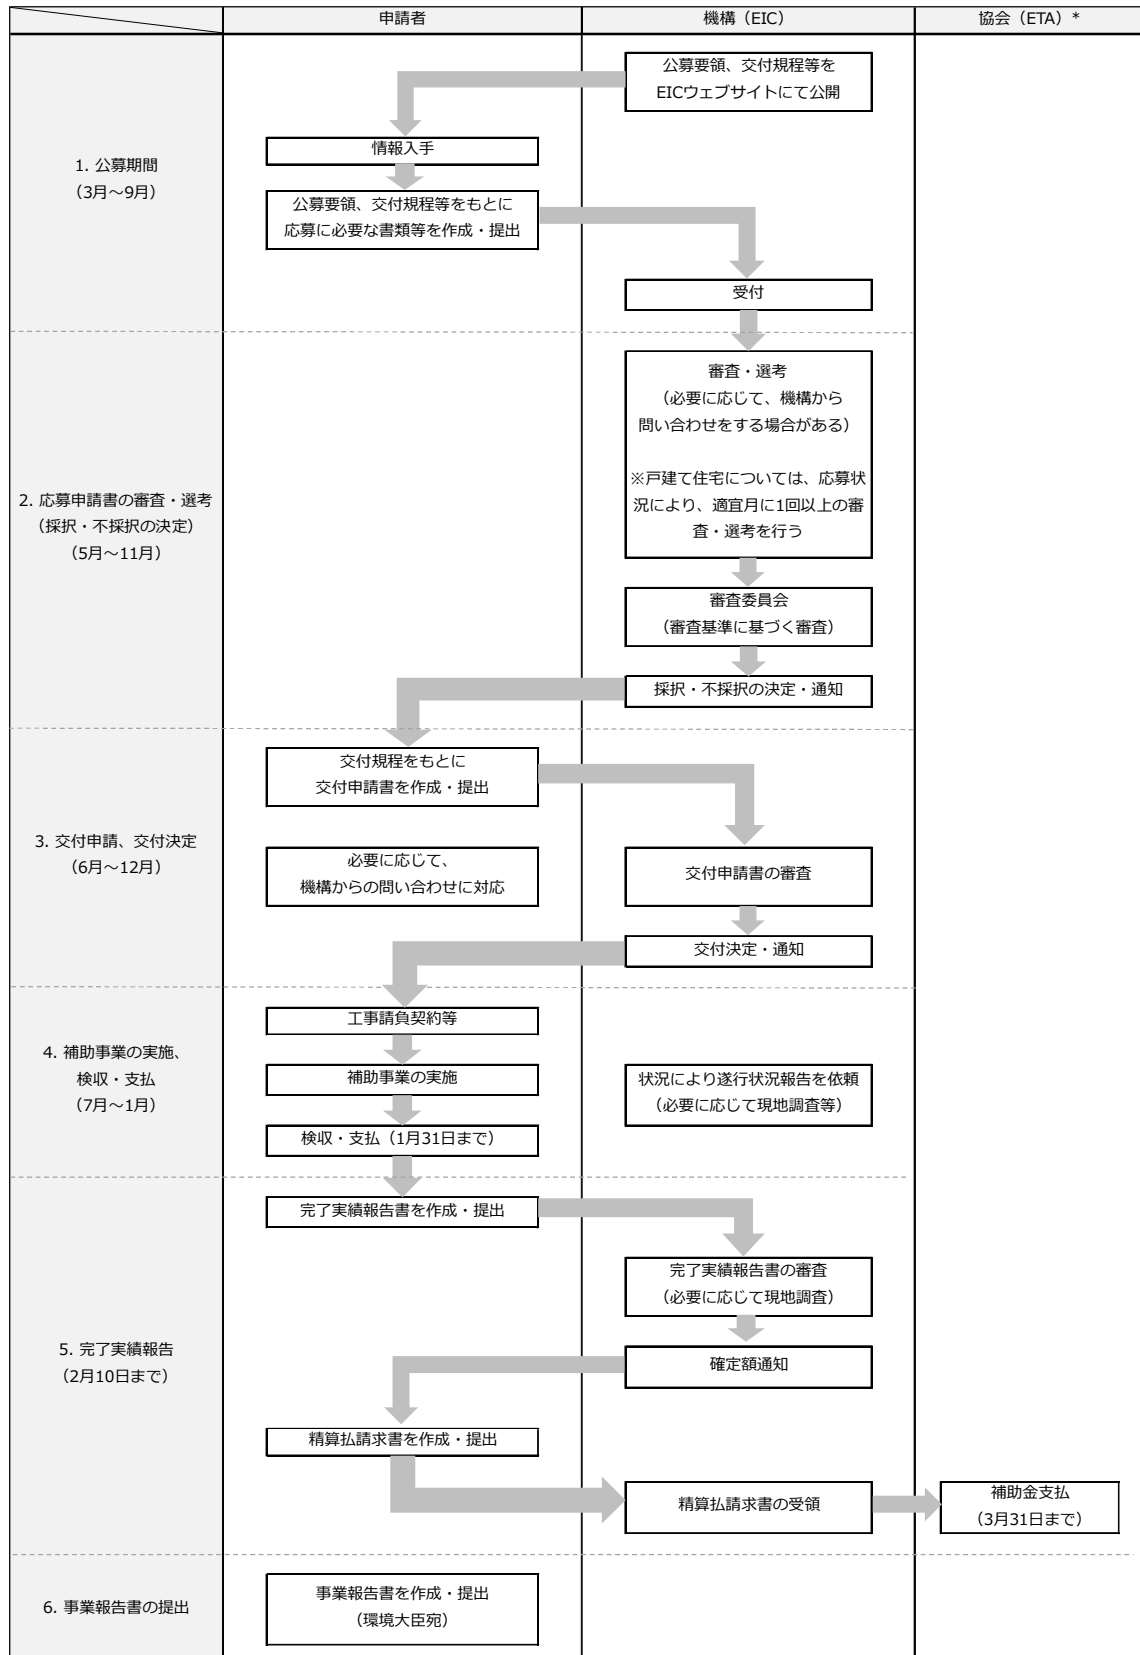 申請者
機構（EIC）
協会（ETA）*
1. 公募期間
（3月～9月）
公募要領、交付規程等を
EICウェブサイトにて公開
情報入手
公募要領、交付規程等をもとに
応募に必要な書類等を作成・提出
受付
2. 応募申請書の審査・選考
（採択・不採択の決定）
（5月～11月）
審査・選考
（必要に応じて、機構から
問い合わせをする場合がある）
※戸建て住宅については、応募状
況により、適宜月に1回以上の審
査・選考を行う
審査委員会
（審査基準に基づく審査）
採択・不採択の決定・通知
3. 交付申請、交付決定
（6月～12月）
交付規程をもとに
交付申請書を作成・提出
必要に応じて、
機構からの問い合わせに対応
交付申請書の審査
交付決定・通知
4. 補助事業の実施、
検収・支払
（7月～1月）
工事請負契約等
補助事業の実施
状況により遂行状況報告を依頼
（必要に応じて現地調査等）
検収・支払（1月31日まで）
5. 完了実績報告
（2月10日まで）
完了実績報告書を作成・提出
完了実績報告書の審査
（必要に応じて現地調査）
確定額通知
精算払請求書を作成・提出
精算払請求書の受領
補助金支払
（3月31日まで）
6. 事業報告書の提出
事業報告書を作成・提出
（環境大臣宛）